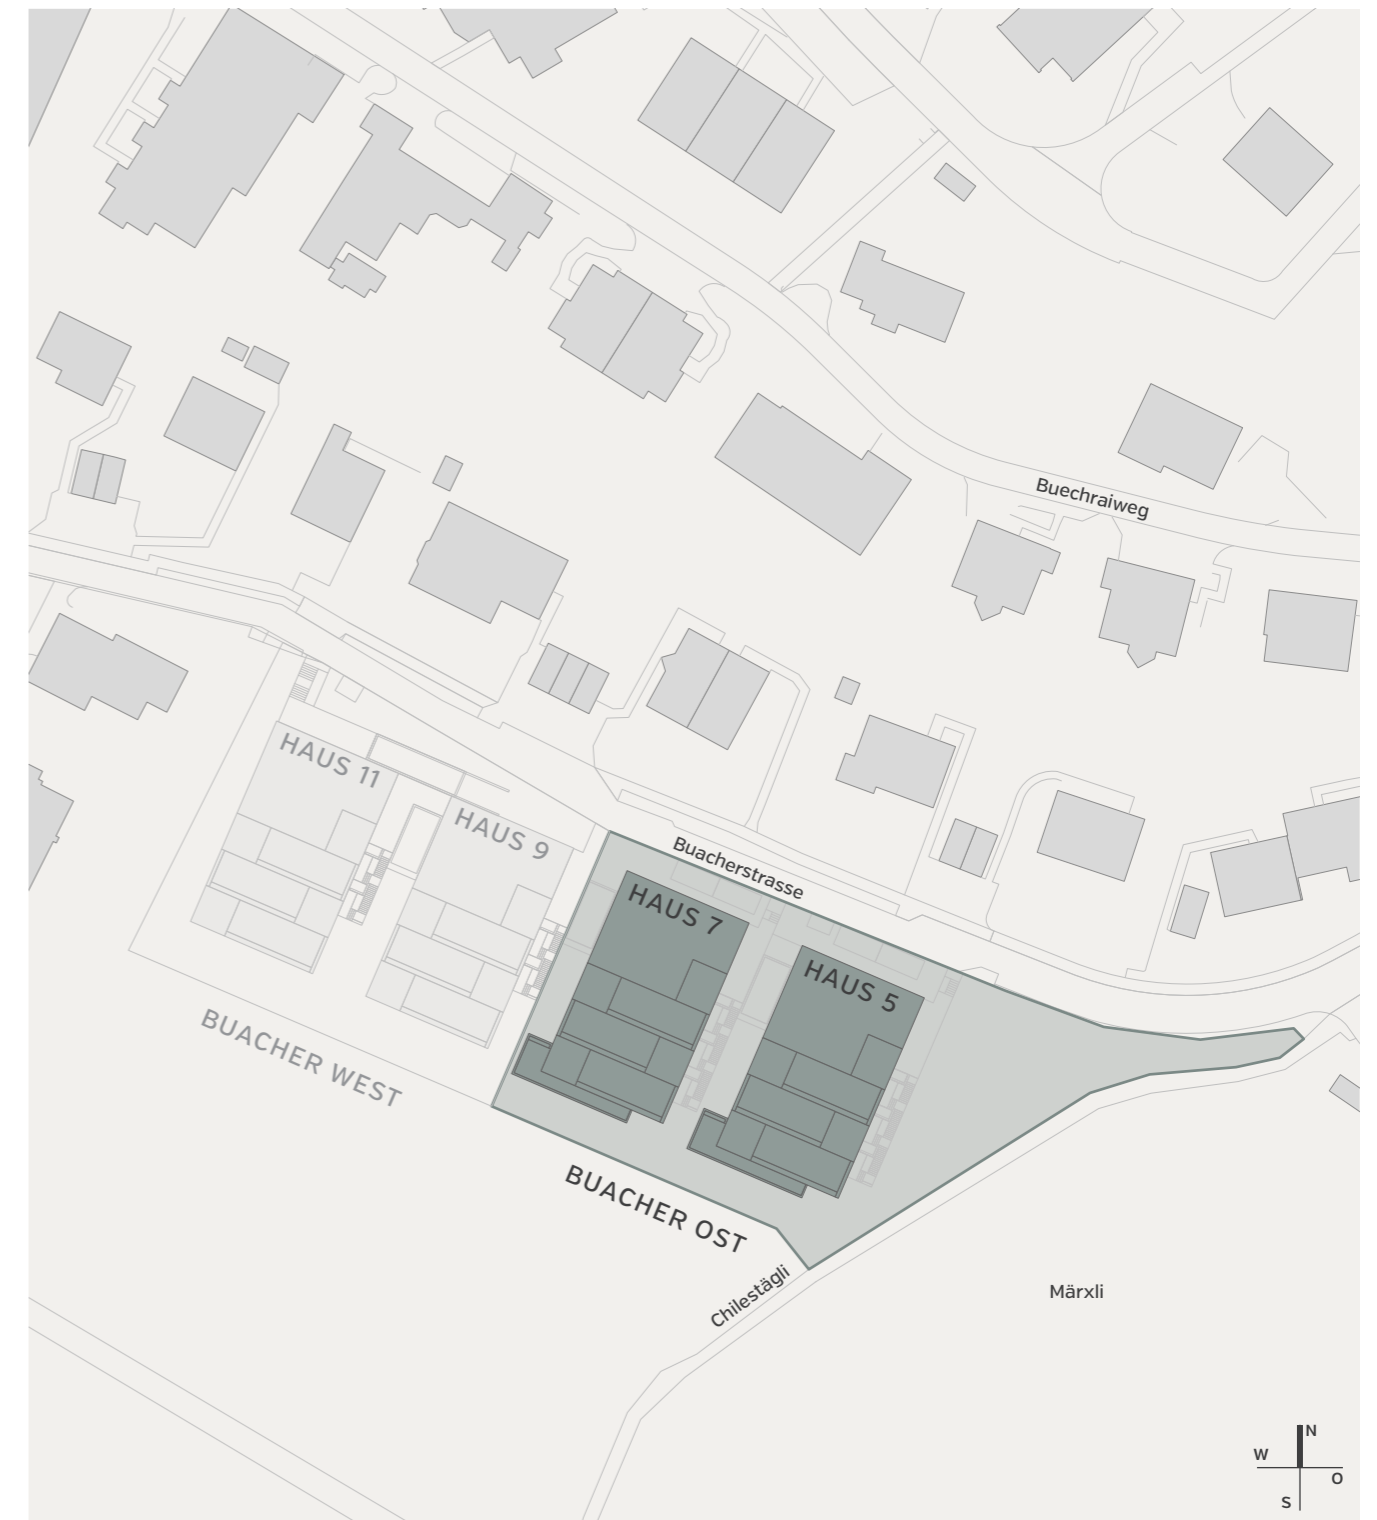 Buechraiweg
HAUS 11
HAUS 9
Buacherstrasse
HAUS 7
HAUS 5
BUACHER WEST
BUACHER OST
Chilestägli
Märxli
N
W
O
S